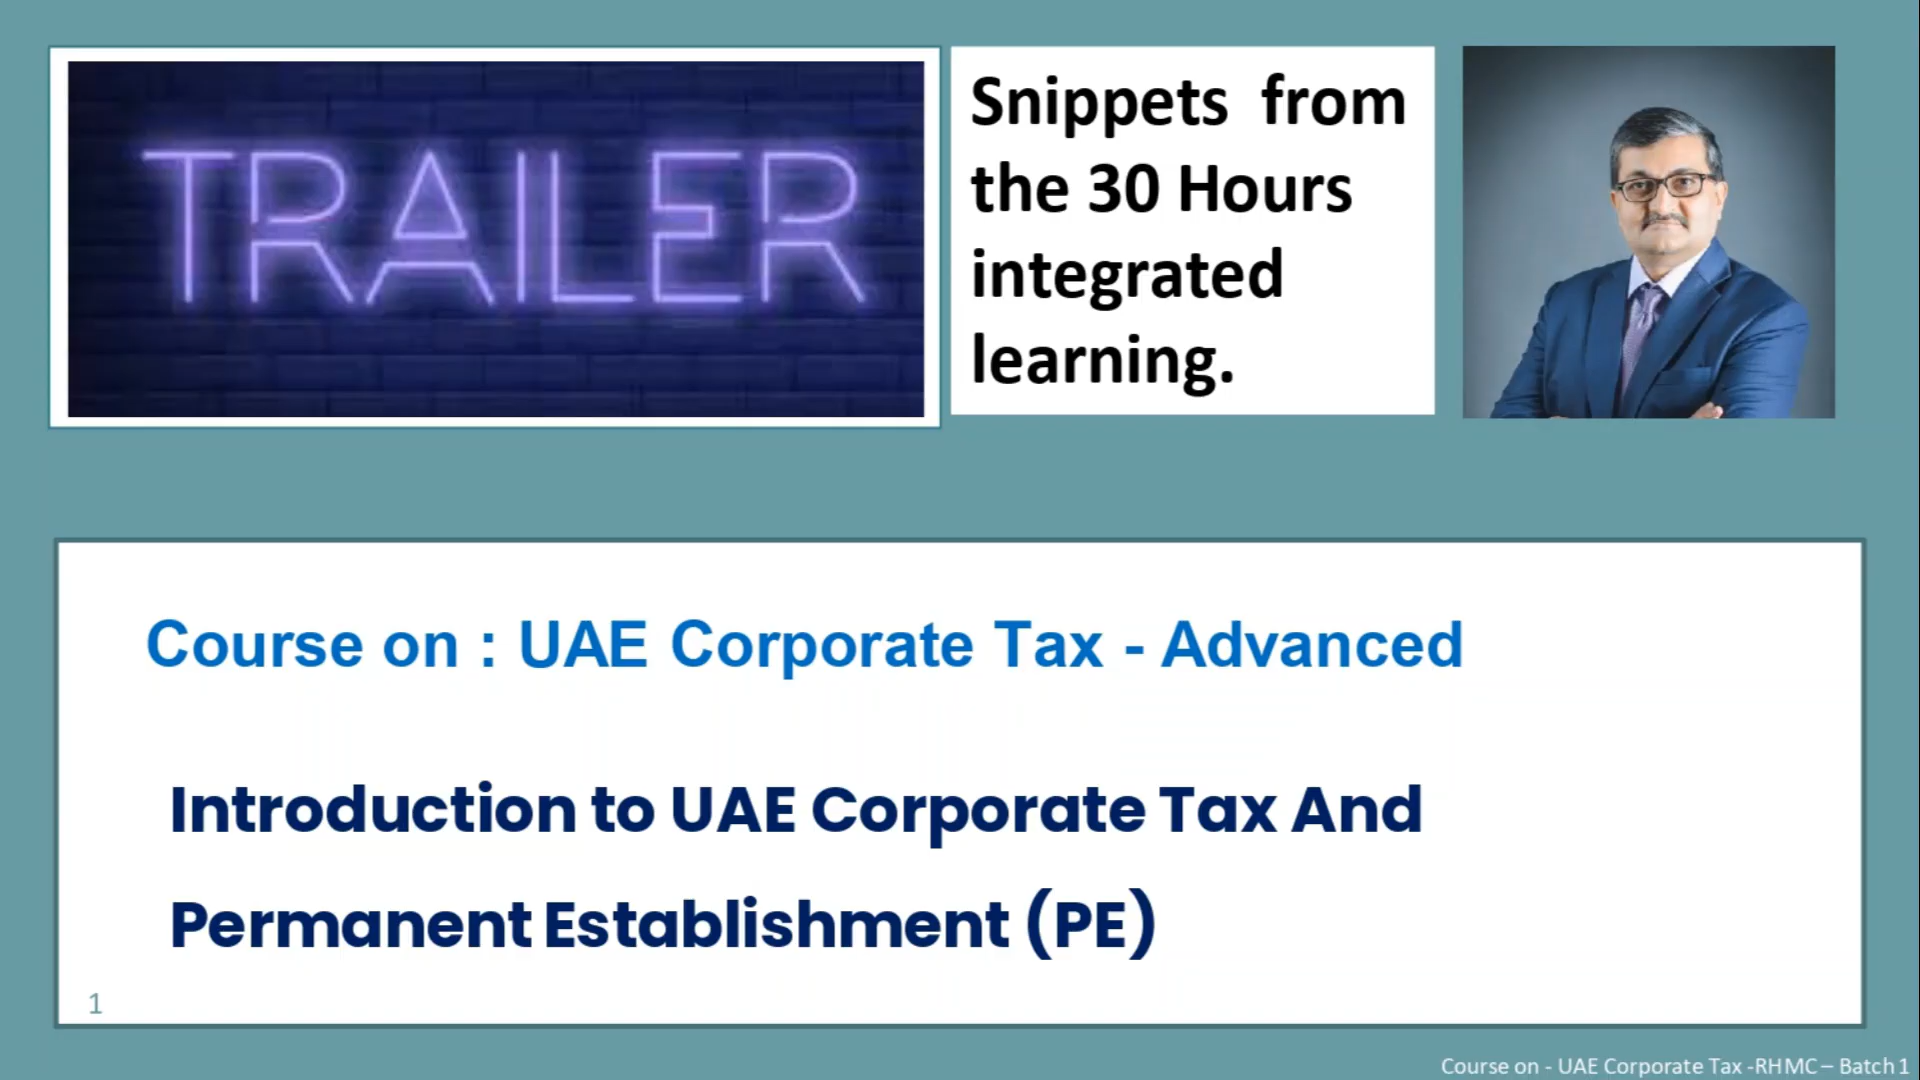 TRAILER
Snippets from
the 30 Hours
integrated
learning.
Course on : UAE Corporate Tax - Advanced
Introduction to UAE Corporate Tax And
Permanent Establishment (PE)
1
Course on - UAE Corporate Tax -RHMC – Batch 1